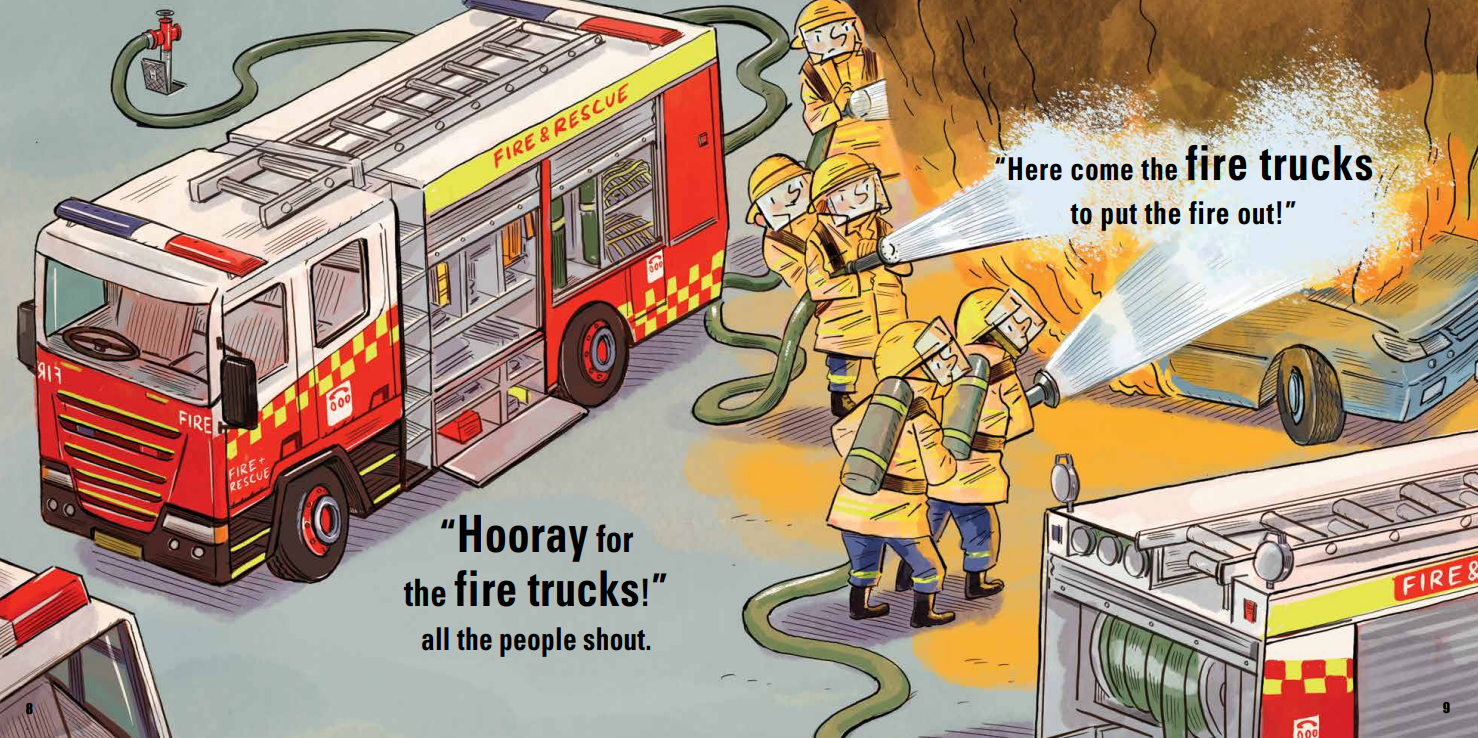 FIRE & RESCUE
FIR
FIRE
FIRE +
RESCUE
000
000
“Hooray for
the fire trucks!”
all the people shout.
8
“Here come the fire trucks
to put the fire out!”
FIRE &
000
9